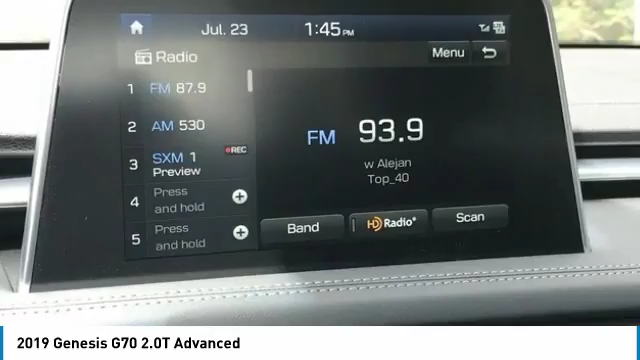 Jul. 23
1:45PM
Radio
Menu
1 FM 87.9
2 AM 530
3 SXM 1
REC
Preview
4 Press
and hold
5 Press
and hold
FM 93.9
w Alejan
Top_40
Band
HD Radio
Scan
2019 Genesis G70 2.0T Advanced